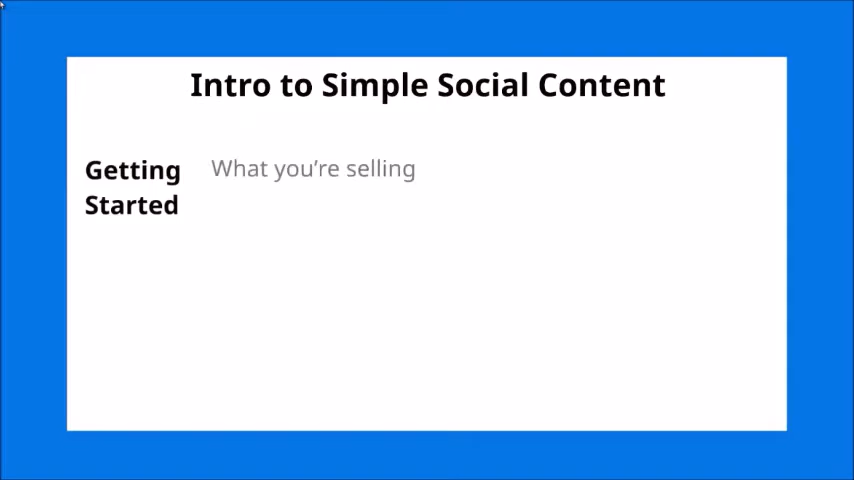 Intro to Simple Social Content
Getting
Started
What you’re selling